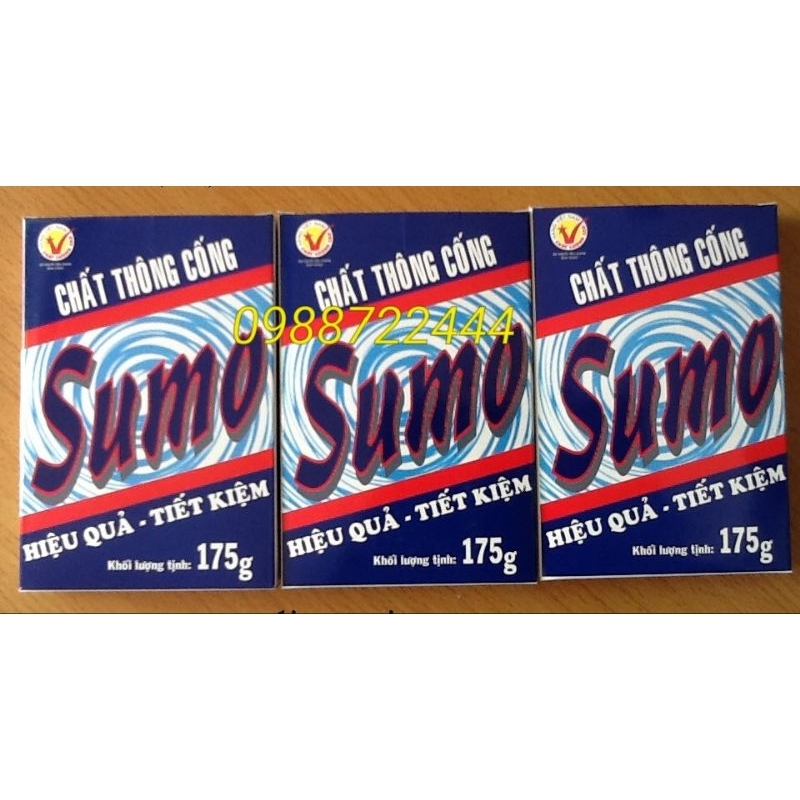 CHẤT THÔNG CỐNG
Sumo
HIỆU QUẢ - TIẾT KIỆM
Khối lượng tịnh: 175g
CHẤT THÔNG CỐNG
Sumo
HIỆU QUẢ - TIẾT KIỆM
Khối lượng tịnh: 175g
CHẤT THÔNG CỐNG
Sumo
HIỆU QUẢ - TIẾT KIỆM
Khối lượng tịnh: 175g
0988722444